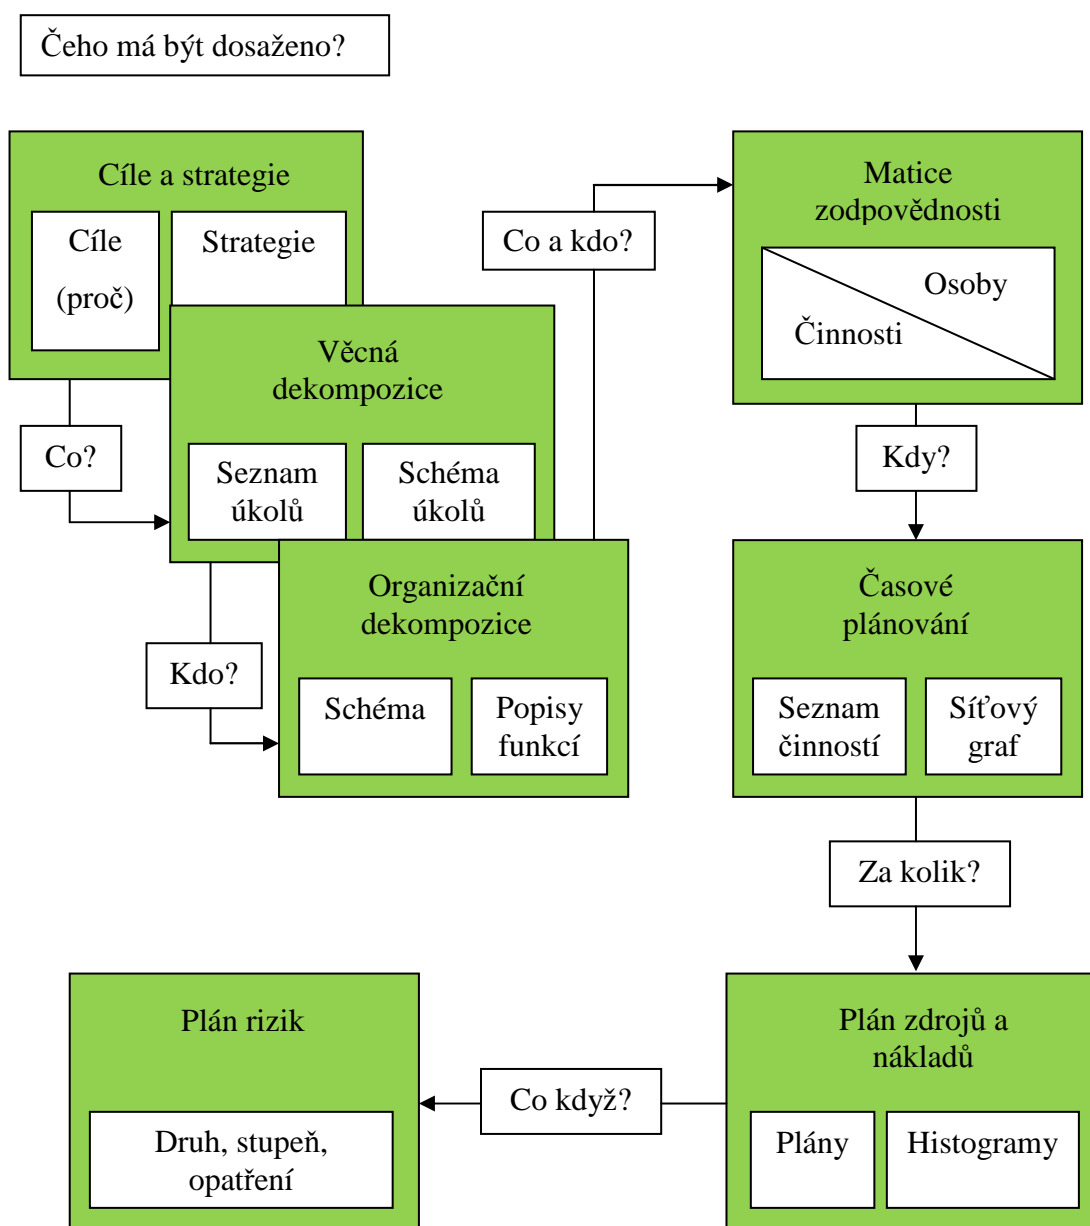 Čeho má být dosaženo?
Cíle a strategie
Cíle
(proč)
Strategie
Co?
Věcná
dekompozice
Seznam
úkolů
Schéma
úkolů
Kdo?
Organizační
dekompozice
Schéma
Popisy
funkcí
Co a kdo?
Matice
zodpovědnosti
Osoby
Činnosti
Kdy?
Časové
plánování
Seznam
činností
Síťový
graf
Za kolik?
Plán zdrojů a
nákladů
Plány
Histogramy
Co když?
Plán rizik
Druh, stupeň,
opatření